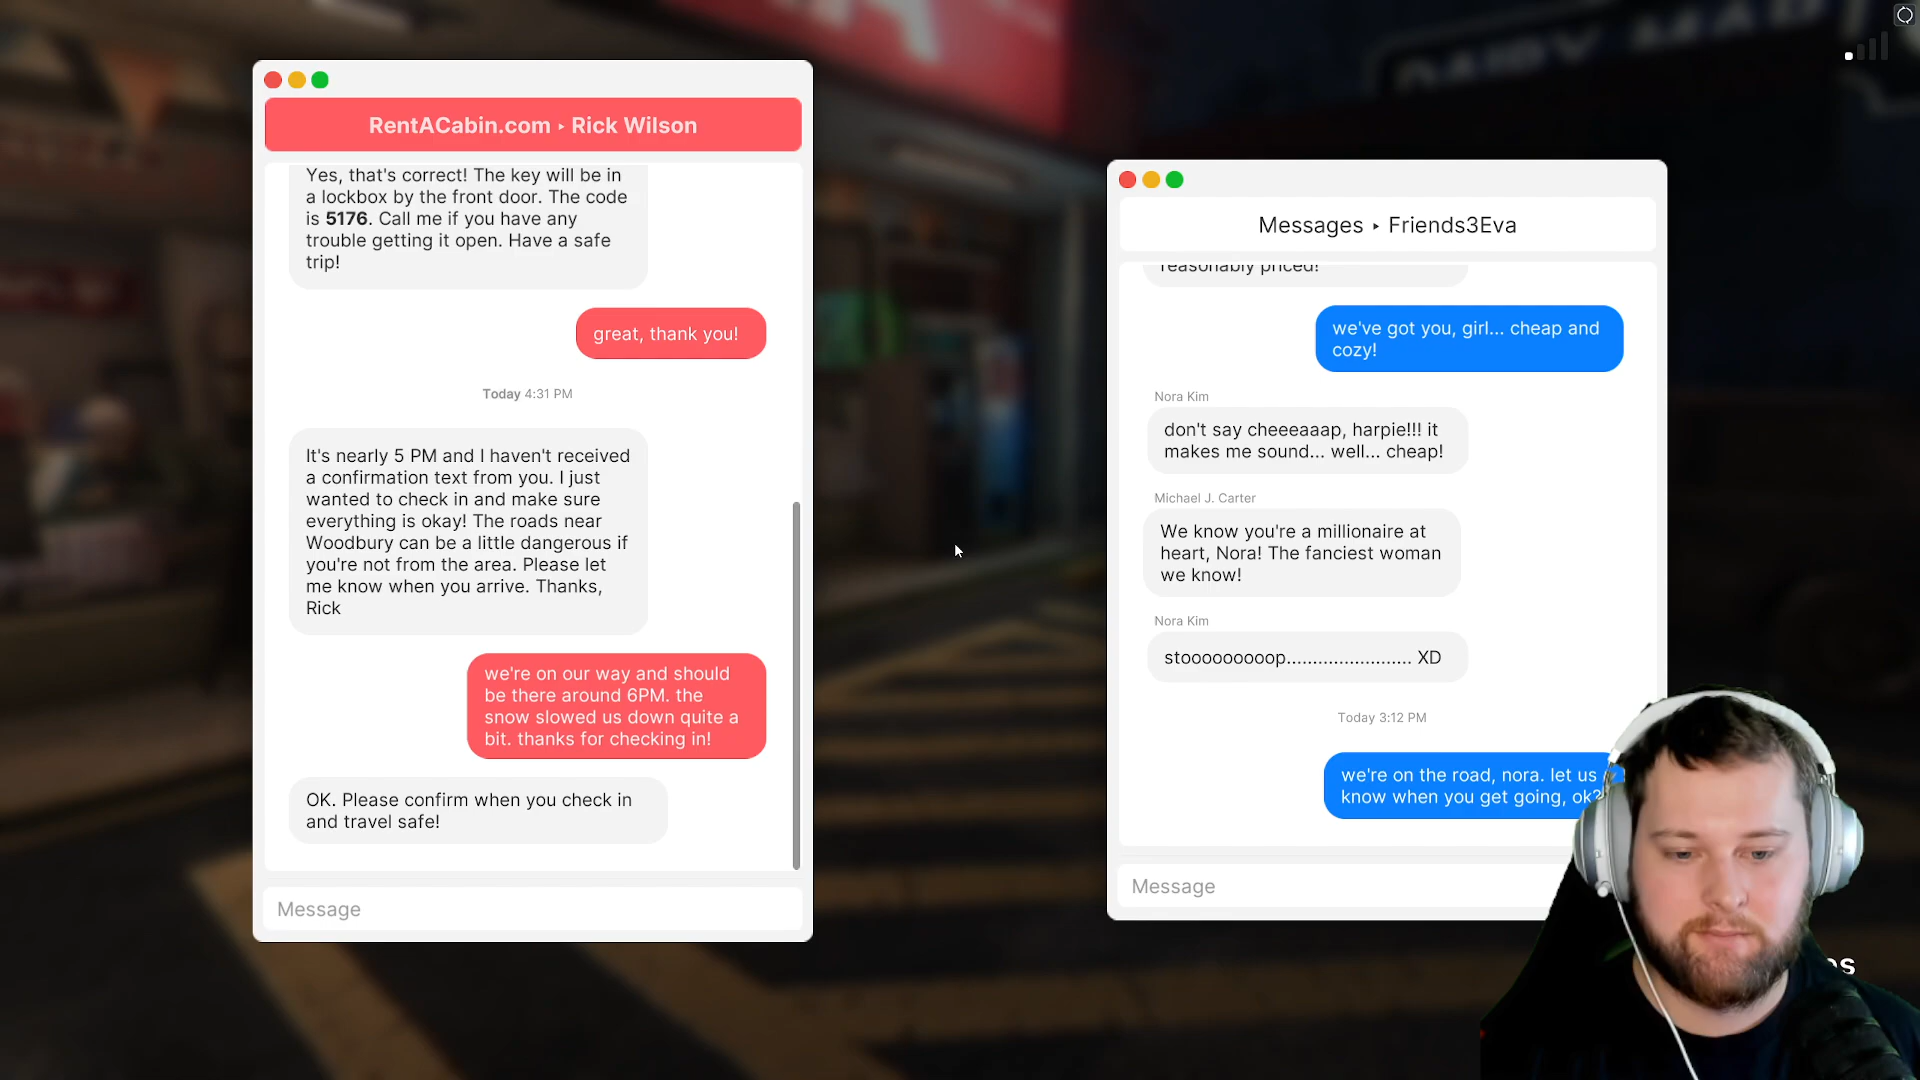 RentACabin.com ‣ Rick Wilson
Yes, that's correct! The key will be in
a lockbox by the front door. The code
is 5176. Call me if you have any
trouble getting it open. Have a safe
trip!
great, thank you!
Today 4:31 PM
It's nearly 5 PM and I haven't received
a confirmation text from you. I just
wanted to check in and make sure
everything is okay! The roads near
Woodbury can be a little dangerous if
you're not from the area. Please let
me know when you arrive. Thanks,
Rick
we're on our way and should
be there around 6PM. the
snow slowed us down quite a
bit. thanks for checking in!
OK. Please confirm when you check in
and travel safe!
Message
Messages ‣ Friends3Eva
reasonably priced!
we've got you, girl... cheap and
cozy!
Nora Kim
don't say cheeeaaap, harpie!!! it
makes me sound... well... cheap!
Michael J. Carter
We know you're a millionaire at
heart, Nora! The fanciest woman
we know!
Nora Kim
stooooooooop........................ XD
Today 3:12 PM
we're on the road, nora. let us
know when you get going, ok?
Message